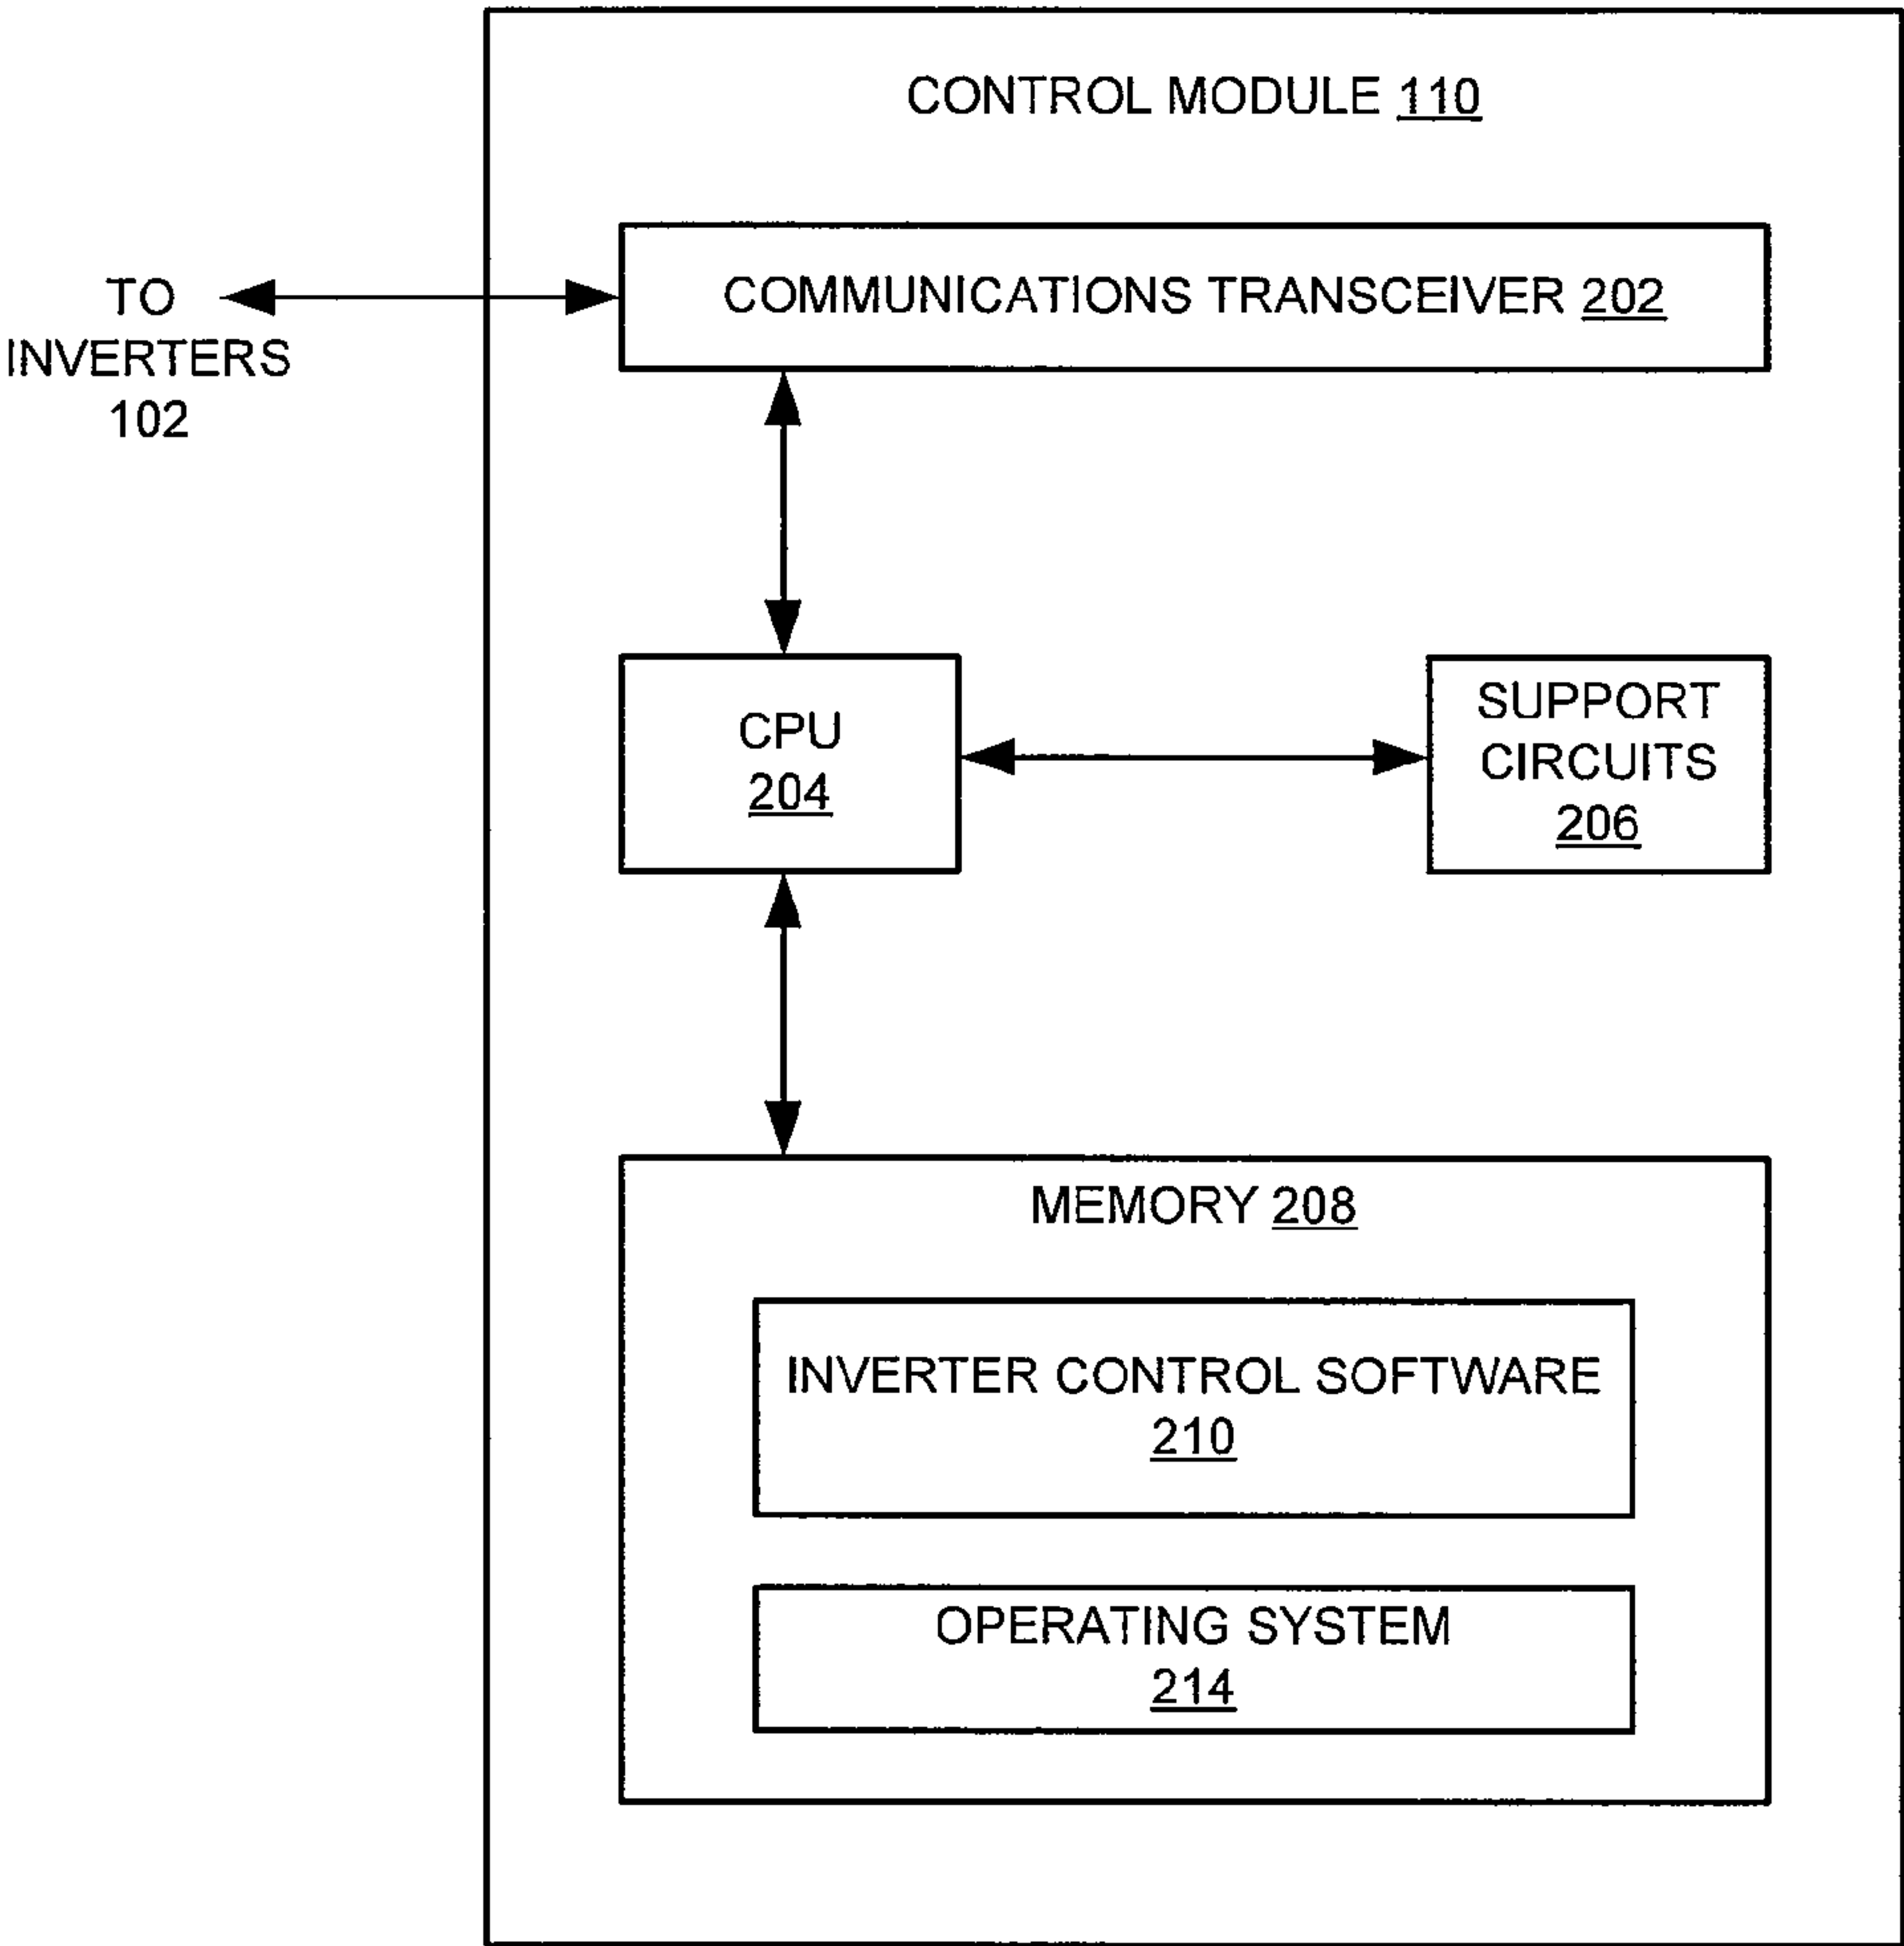 CONTROL MODULE 110
COMMUNICATIONS TRANSCEIVER 202
TO
INVERTERS
102
CPU
204
SUPPORT
CIRCUITS
206
MEMORY 208
INVERTER CONTROL SOFTWARE
210
OPERATING SYSTEM
214